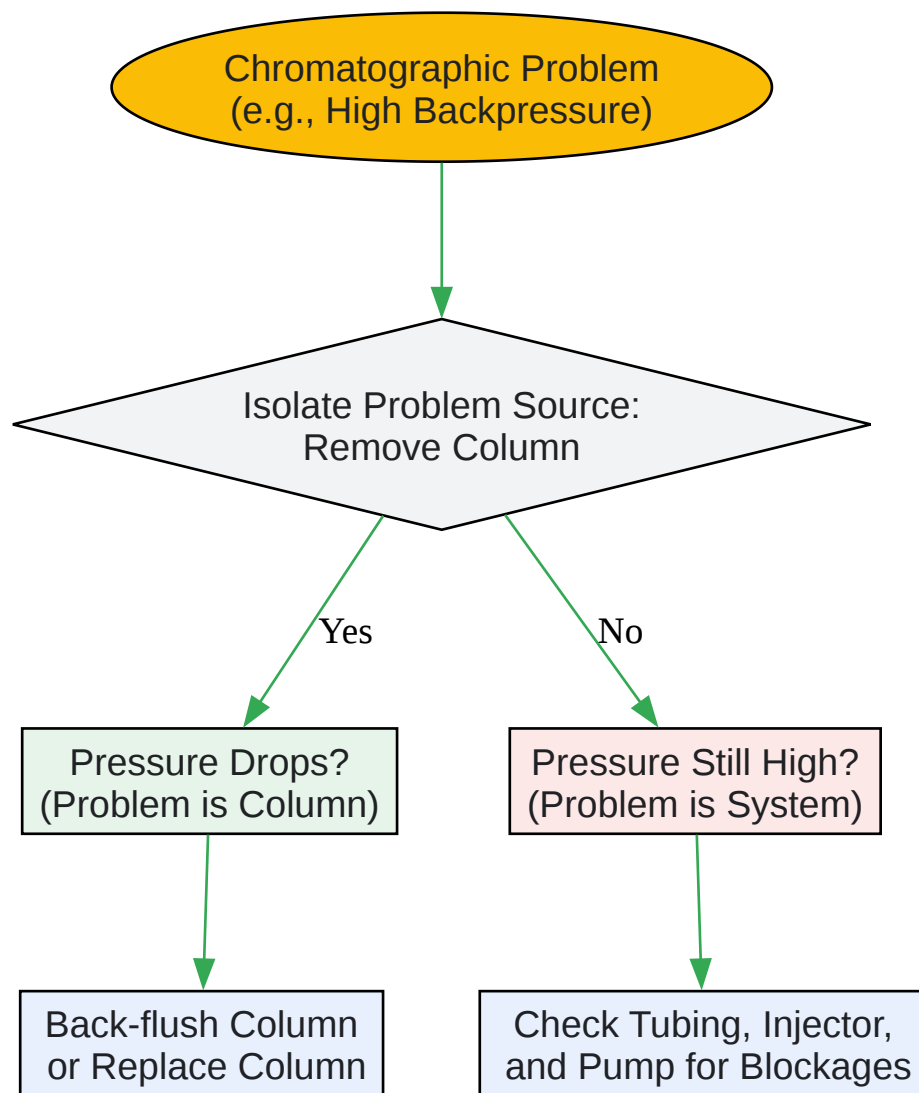 Chromatographic Problem
(e.g., High Backpressure)
Isolate Problem Source:
Remove Column
Yes
No
Pressure Drops?
(Problem is Column)
Pressure Still High?
(Problem is System)
Back-flush Column
or Replace Column
Check Tubing, Injector,
and Pump for Blockages